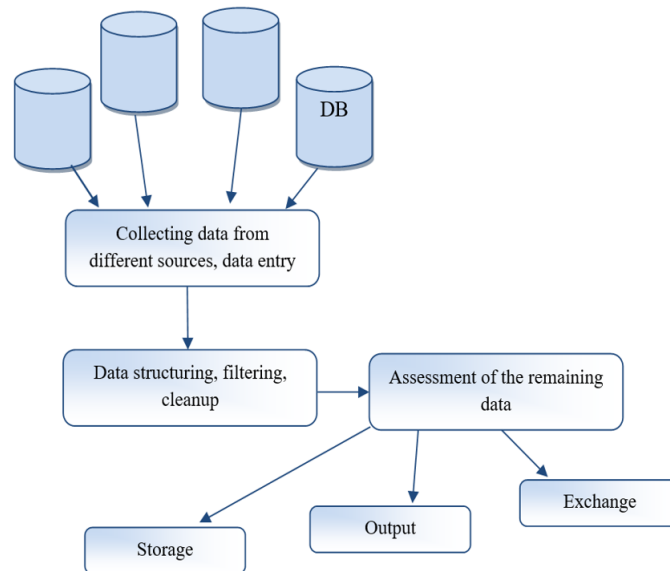 DB
Collecting data from
different sources, data entry
Data structuring, filtering,
cleanup
Assessment of the remaining
data
Exchange
Output
Storage